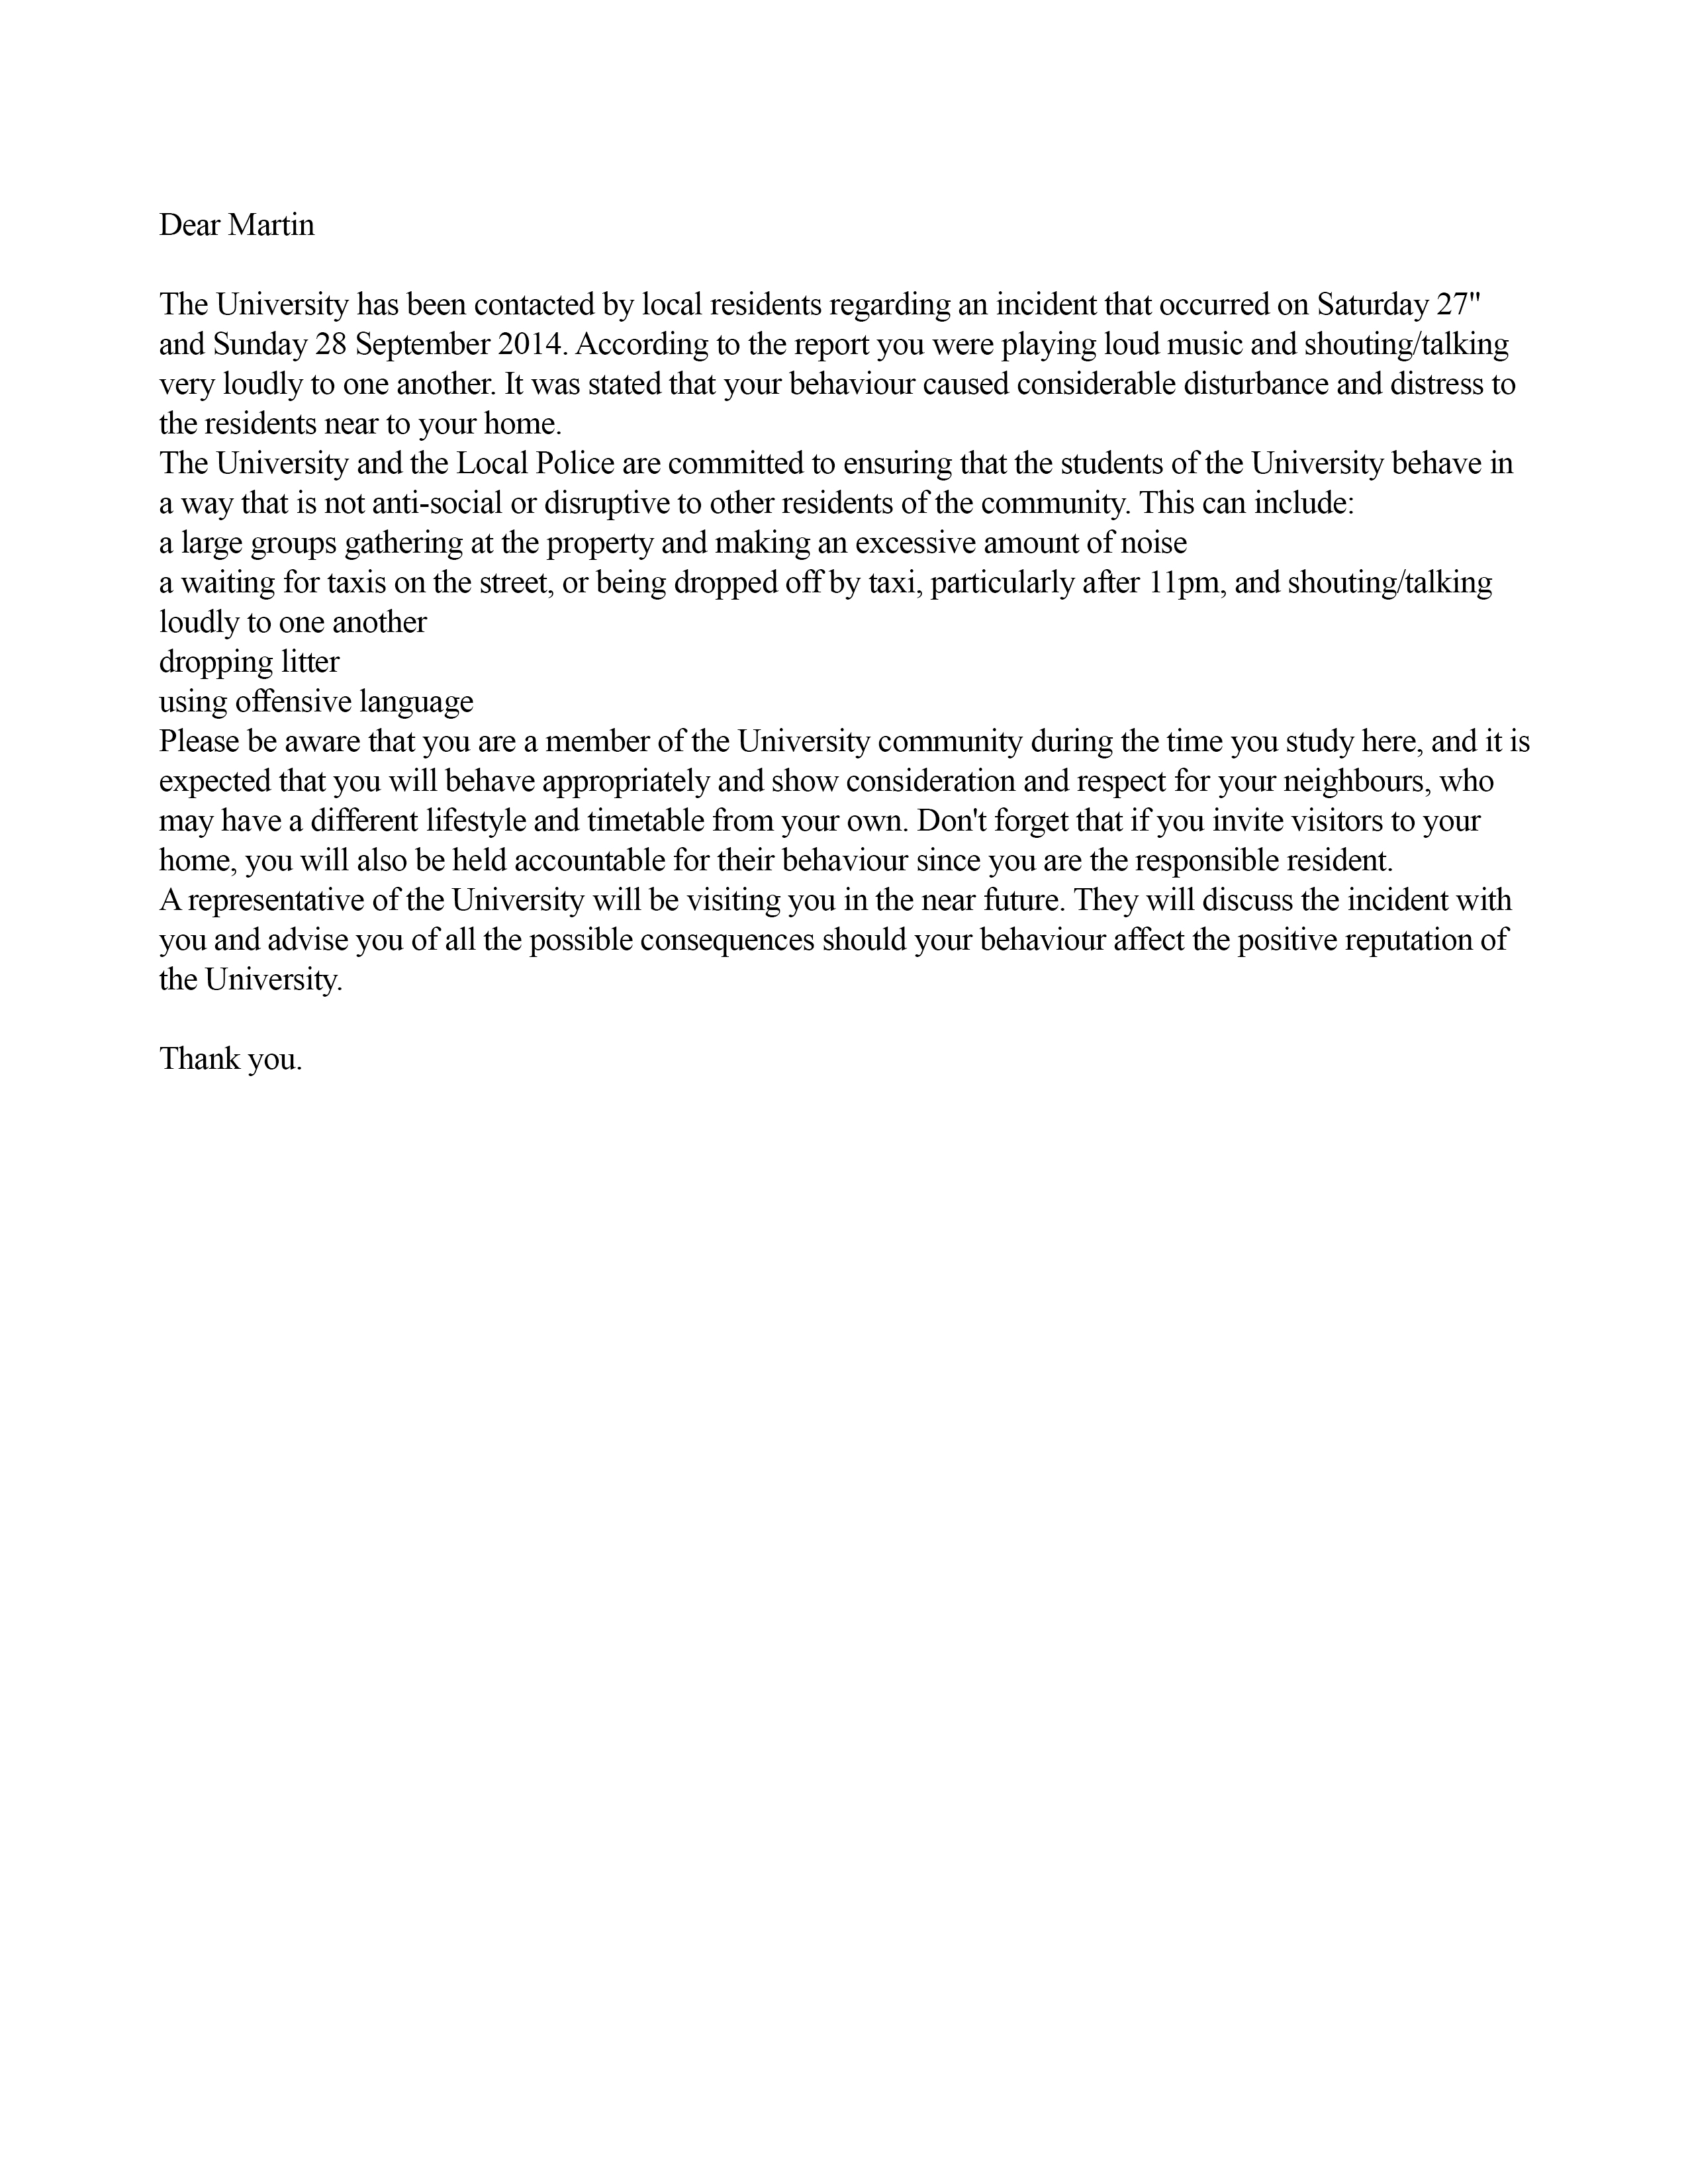 Dear Martin
The University has been contacted by local residents regarding an incident that occurred on Saturday 27"
and Sunday 28 September 2014. According to the report you were playing loud music and shouting/talking
very loudly to one another. It was stated that your behaviour caused considerable disturbance and distress to
the residents near to your home.
The University and the Local Police are committed to ensuring that the students of the University behave in
a way that is not anti-social or disruptive to other residents of the community. This can include:
a large groups gathering at the property and making an excessive amount of noise
a waiting for taxis on the street, or being dropped off by taxi, particularly after 11pm, and shouting/talking
loudly to one another
dropping litter
using offensive language
Please be aware that you are a member of the University community during the time you study here, and it is
expected that you will behave appropriately and show consideration and respect for your neighbours, who
may have a different lifestyle and timetable from your own. Don't forget that if you invite visitors to your
home, you will also be held accountable for their behaviour since you are the responsible resident.
A representative of the University will be visiting you in the near future. They will discuss the incident with
you and advise you of all the possible consequences should your behaviour affect the positive reputation of
the University.
Thank you.